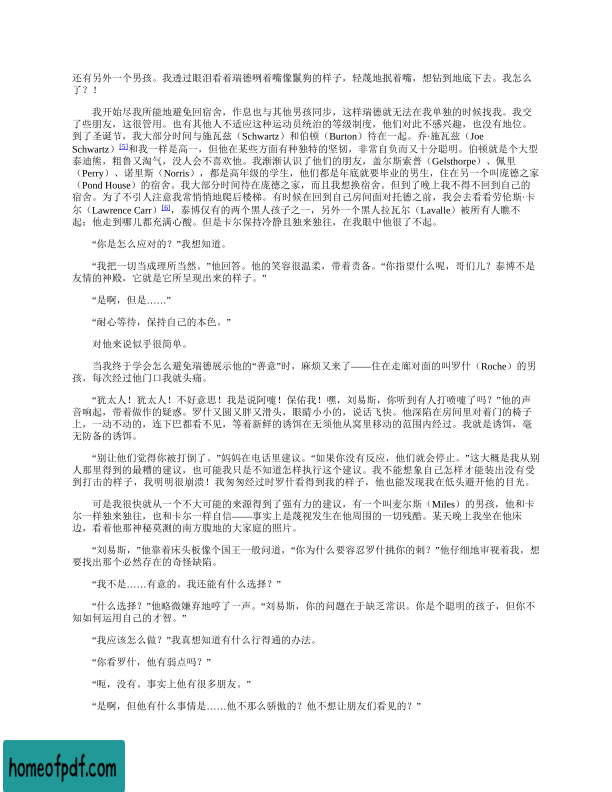 还有另外一个男孩。我透过眼泪看着瑞德咧着嘴像鬣狗的样子，轻蔑地抿着嘴，想钻到地底下去。我怎么
了？！
我开始尽我所能地避免回宿舍，作息也与其他男孩同步，这样瑞德就无法在我单独的时候找我。我交
了些朋友，这很管用。也有其他人不适应这种运动员统治的等级制度，他们对此不感兴趣，也没有地位。
到了圣诞节，我大部分时间与施瓦兹（Schwartz）和伯顿（Burton）待在一起。乔·施瓦兹（Joe
Schwartz）[5]和我一样是高一，但他在某些方面有种独特的坚韧，非常自负而又十分聪明。伯顿就是个大型
泰迪熊，粗鲁又淘气，没人会不喜欢他。我渐渐认识了他们的朋友，盖尔斯索普（Gelsthorpe）、佩里
（Perry）、诺里斯（Norris），都是高年级的学生，他们都是年底就要毕业的男生，住在另一个叫庞德之家
（Pond House）的宿舍。我大部分时间待在庞德之家，而且我想换宿舍。但到了晚上我不得不回到自己的
宿舍。为了不引人注意我常悄悄地爬后楼梯。有时候在回到自己房间面对托德之前，我会去看看劳伦斯·卡
尔（Lawrence Carr）[6]，泰博仅有的两个黑人孩子之一，另外一个黑人拉瓦尔（Lavalle）被所有人瞧不
起；他走到哪儿都充满心酸。但是卡尔保持冷静且独来独往，在我眼中他很了不起。
“你是怎么应对的？”我想知道。
“我把一切当成理所当然。”他回答。他的笑容很温柔，带着责备。“你指望什么呢，哥们儿？泰博不是
友情的神殿，它就是它所呈现出来的样子。”
“是啊，但是……”
“耐心等待，保持自己的本色。”
对他来说似乎很简单。
当我终于学会怎么避免瑞德展示他的“善意”时，麻烦又来了——住在走廊对面的叫罗什（Roche）的男
孩，每次经过他门口我就头痛。
“犹太人！犹太人！不好意思！我是说阿嚏！保佑我！嘿，刘易斯，你听到有人打喷嚏了吗？”他的声
音响起，带着做作的疑惑。罗什又圆又胖又滑头，眼睛小小的，说话飞快。他深陷在房间里对着门的椅子
上，一动不动的，连下巴都看不见，等着新鲜的诱饵在无须他从窝里移动的范围内经过。我就是诱饵，毫
无防备的诱饵。
“别让他们觉得你被打倒了。”妈妈在电话里建议。“如果你没有反应，他们就会停止。”这大概是我从别
人那里得到的最糟的建议，也可能我只是不知道怎样执行这个建议。我不能想象自己怎样才能装出没有受
到打击的样子，我明明很崩溃！我匆匆经过时罗什看得到我的样子，他也能发现我在低头避开他的目光。
可是我很快就从一个不大可能的来源得到了强有力的建议，有一个叫麦尔斯（Miles）的男孩，他和卡
尔一样独来独往，也和卡尔一样自信——事实上是蔑视发生在他周围的一切残酷。某天晚上我坐在他床
边，看着他那神秘莫测的南方腹地的大家庭的照片。
“刘易斯，”他靠着床头板像个国王一般问道，“你为什么要容忍罗什挑你的刺？”他仔细地审视着我，想
要找出那个必然存在的奇怪缺陷。
“我不是……有意的。我还能有什么选择？”
“什么选择？”他略微嫌弃地哼了一声。“刘易斯，你的问题在于缺乏常识。你是个聪明的孩子，但你不
知如何运用自己的才智。”
“我应该怎么做？”我真想知道有什么行得通的办法。
“你看罗什，他有弱点吗？”
“呃，没有。事实上他有很多朋友。”
“是啊，但他有什么事情是……他不那么骄傲的？他不想让朋友们看见的？”
homeofpdf.com